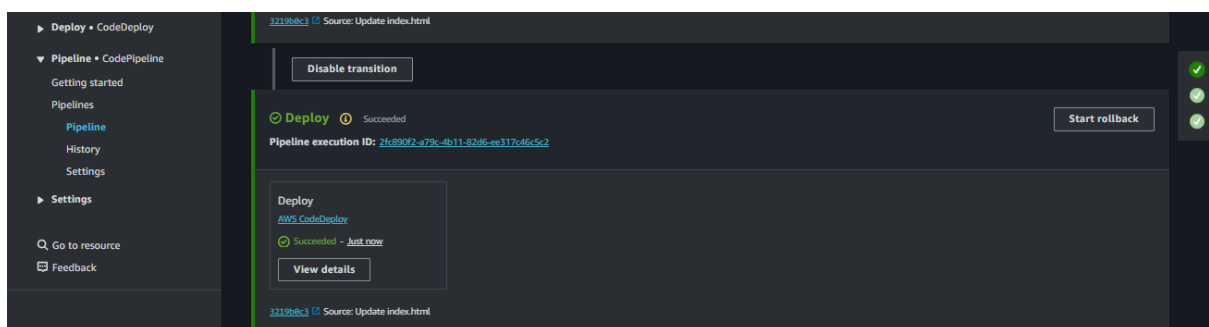 Deploy • CodeDeploy
Pipeline • CodePipeline
Getting started
Pipelines
Pipeline
History
Settings
Settings
Go to resource
Feedback
3219b0c3 Source: Update index.html
Disable transition
Deploy Succeeded
Start rollback
Pipeline execution ID: 2fc890f2-a79c-4b11-82d6-ee317c46c5c2
Deploy
AWS CodeDeploy
Succeeded - Just now
View details
3219b0c3 Source: Update index.html